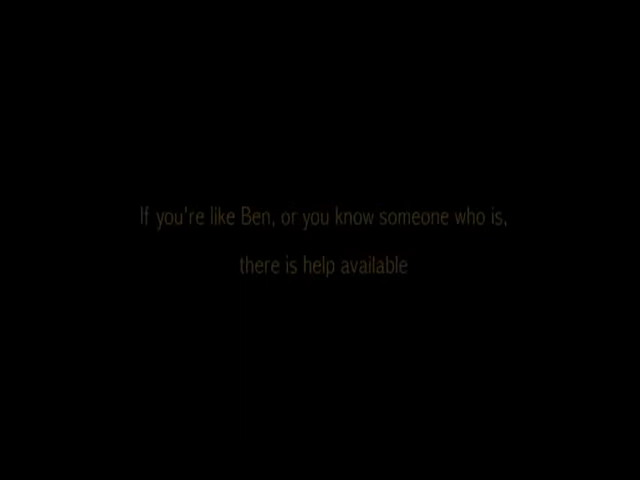 If you're like Ben, or you know someone who is,
there is help available